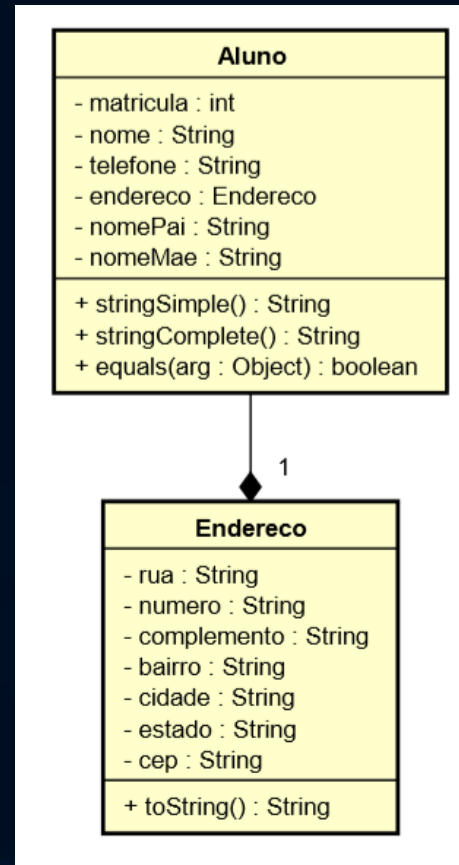 Aluno
- matricula : int
- nome : String
- telefone : String
- endereco : Endereco
- nomePai : String
- nomeMae : String
+ stringSimple() : String
+ stringComplete() : String
+ equals(arg : Object) : boolean
1
Endereco
- rua : String
- numero : String
- complemento : String
- bairro : String
- cidade : String
- estado : String
- cep : String
+ toString() : String